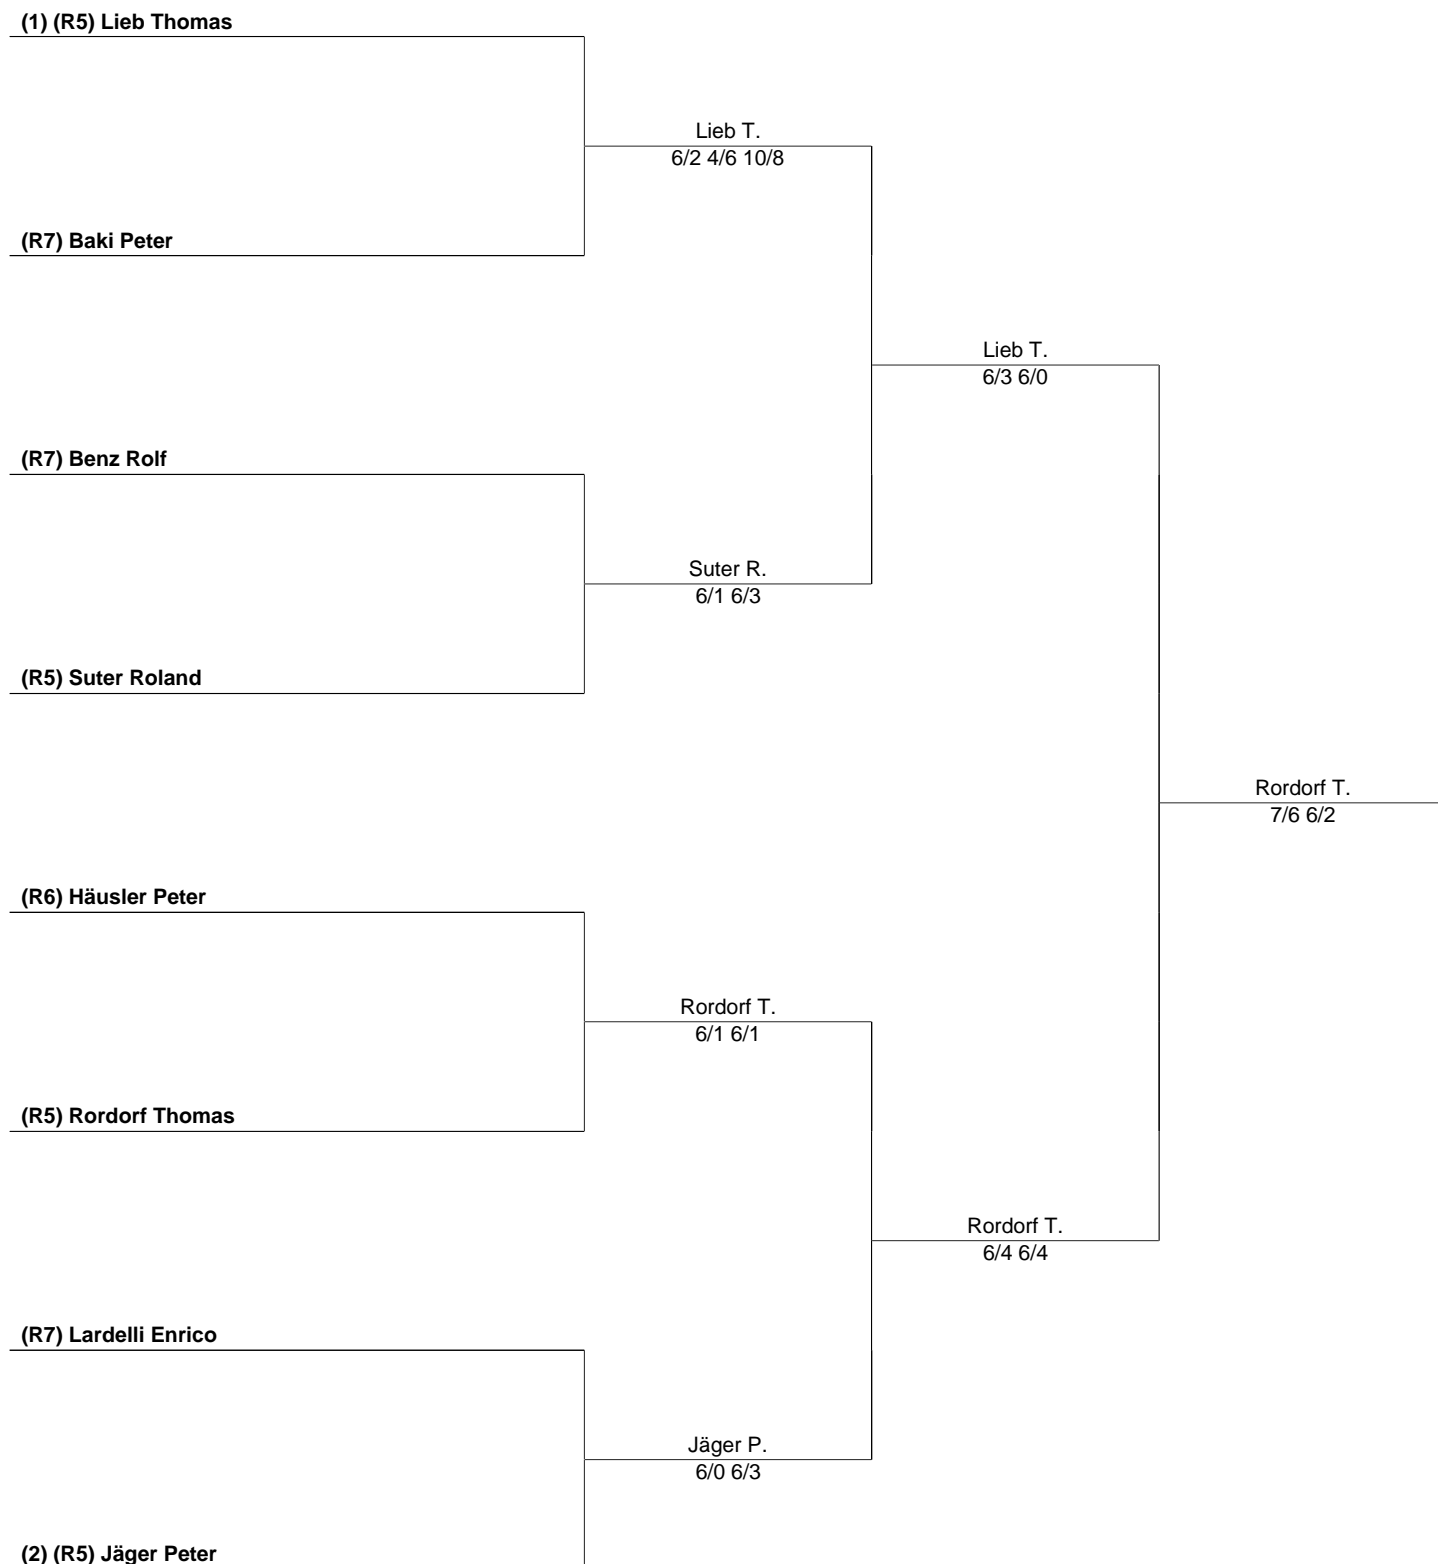 (1) (R5) Lieb Thomas
Lieb T.
6/2 4/6 10/8
(R7) Baki Peter
Lieb T.
6/3 6/0
(R7) Benz Rolf
Suter R.
6/1 6/3
(R5) Suter Roland
Rordorf T.
7/6 6/2
(R6) Häusler Peter
Rordorf T.
6/1 6/1
(R5) Rordorf Thomas
Rordorf T.
6/4 6/4
(R7) Lardelli Enrico
Jäger P.
6/0 6/3
(2) (R5) Jäger Peter